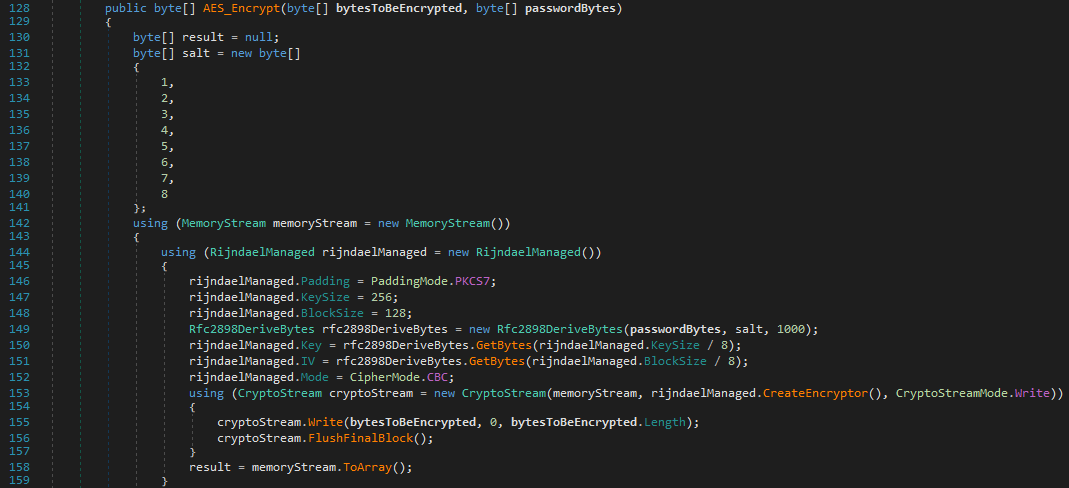 128 public byte[] AES_Encrypt(byte[] bytesToBeEncrypted, byte[] passwordBytes)
129 {
130 byte[] result = null;
131 byte[] salt = new byte[]
132 {
133 1,
134 2,
135 3,
136 4,
137 5,
138 6,
139 7,
140 8
141 };
142 using (MemoryStream memoryStream = new MemoryStream())
143 {
144 using (RijndaelManaged rijndaelManaged = new RijndaelManaged())
145 {
146 rijndaelManaged.Padding = PaddingMode.PKCS7;
147 rijndaelManaged.KeySize = 256;
148 rijndaelManaged.BlockSize = 128;
149 Rfc2898DeriveBytes rfc2898DeriveBytes = new Rfc2898DeriveBytes(passwordBytes, salt, 1000);
150 rijndaelManaged.Key = rfc2898DeriveBytes.GetBytes(rijndaelManaged.KeySize / 8);
151 rijndaelManaged.IV = rfc2898DeriveBytes.GetBytes(rijndaelManaged.BlockSize / 8);
152 rijndaelManaged.Mode = CipherMode.CBC;
153 using (CryptoStream cryptoStream = new CryptoStream(memoryStream, rijndaelManaged.CreateEncryptor(), CryptoStreamMode.Write))
154 {
155 cryptoStream.Write(bytesToBeEncrypted, 0, bytesToBeEncrypted.Length);
156 cryptoStream.FlushFinalBlock();
157 }
158 result = memoryStream.ToArray();
159 }